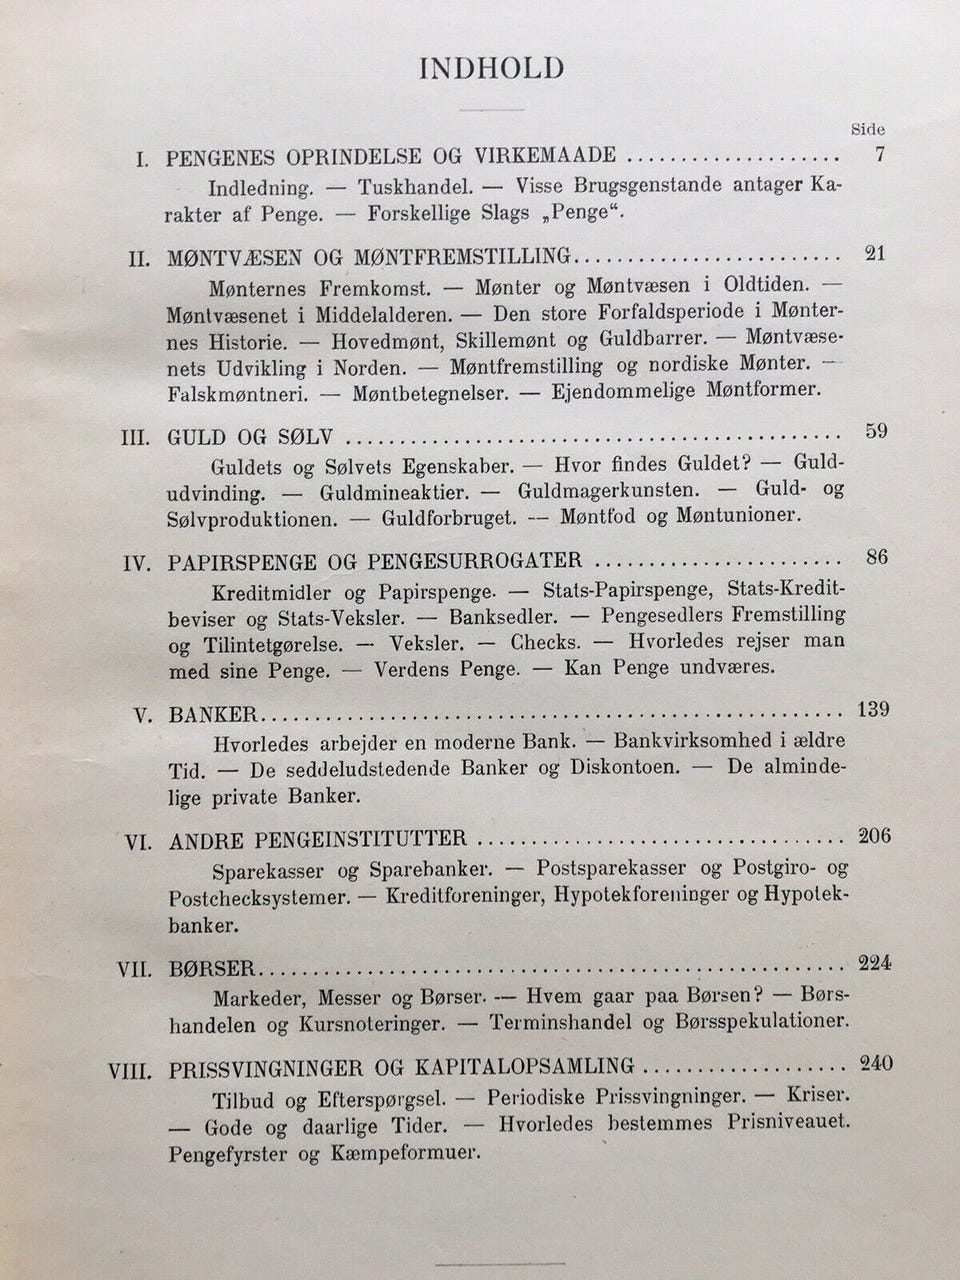 INDHOLD
Side
I. PENGENES OPRINDELSE OG VIRKEMAADE .................... 7
Indledning. — Tuskhandel. — Visse Brugsgenstande antager Ka-
rakter af Penge. — Forskellige Slags „Penge“.
II. MØNTVÆSEN OG MØNTFREMSTILLING......................... 21
Mønternes Fremkomst. — Mønter og Møntvæsen i Oldtiden. —
Møntvæsenet i Middelalderen. — Den store Forfaldsperiode i Mønter-
nes Historie. — Hovedmønt, Skillemønt og Guldbarrer. — Møntvæse-
nets Udvikling i Norden. — Møntfremstilling og nordiske Mønter. —
Falskmøntneri. — Møntbetegnelser. — Ejendommelige Møntformer.
III. GULD OG SØLV .............................................. 59
Guldets og Sølvets Egenskaber. — Hvor findes Guldet? — Guld-
udvinding. — Guldmineaktier. — Guldmagerkunsten. — Guld- og
Sølvproduktionen. — Guldforbruget. — Møntfod og Møntunioner.
IV. PAPIRSPENGE OG PENGESURROGATER ....................... 86
Kreditmidler og Papirspenge. — Stats-Papirspenge, Stats-Kredit-
beviser og Stats-Veksler. — Banksedler. — Pengesedlers Fremstilling
og Tilintetgørelse. — Veksler. — Checks. — Hvorledes rejser man
med sine Penge. — Verdens Penge. — Kan Penge undværes.
V. BANKER...................................................... 139
Hvorledes arbejder en moderne Bank. — Bankvirksomhed i ældre
Tid. — De seddeludstedende Banker og Diskontoen. — De alminde-
lige private Banker.
VI. ANDRE PENGEINSTITUTTER .................................. 206
Sparekasser og Sparebanker. — Postsparekasser og Postgiro- og
Postchecksystemer. — Kreditforeninger, Hypotekforeninger og Hypotek-
banker.
VII. BØRSER...................................................... 224
Markeder, Messer og Børser. — Hvem gaar paa Børsen? — Børs-
handelen og Kursnoteringer. — Terminshandel og Børsspekulationer.
VIII. PRISSVINGNINGER OG KAPITALOPSAMLING ................... 240
Tilbud og Efterspørgsel. — Periodiske Prissvingninger. — Kriser.
— Gode og daarlige Tider. — Hvorledes bestemmes Prisniveauet.
Pengefyrster og Kæmpeformuer.